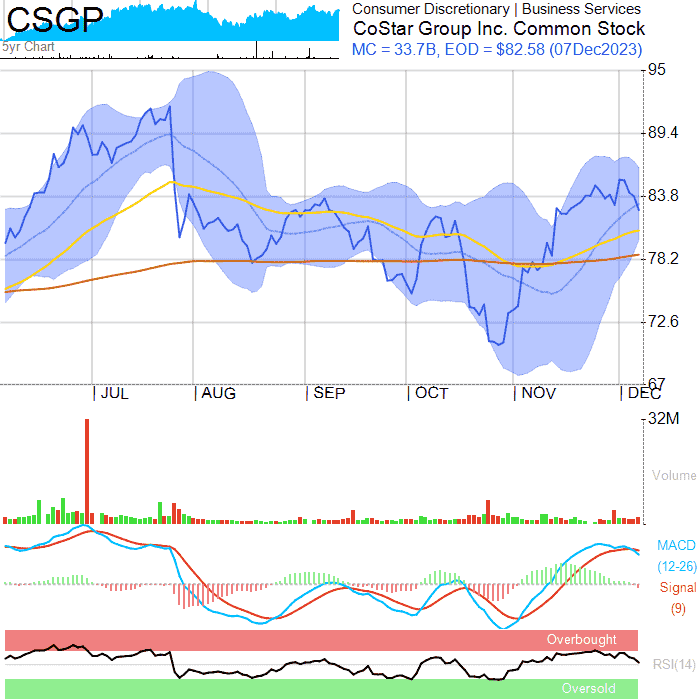 CSGP
Consumer Discretionary | Business Services
CoStar Group Inc. Common Stock
MC = 33.7B, EOD = $82.58 (07Dec2023)
5yr Chart
95
89.4
83.8
78.2
72.6
67
| JUL | AUG | SEP | OCT | NOV | DEC
32M
Volume
MACD
(12-26)
Signal
(9)
Overbought
RSI(14)
Oversold